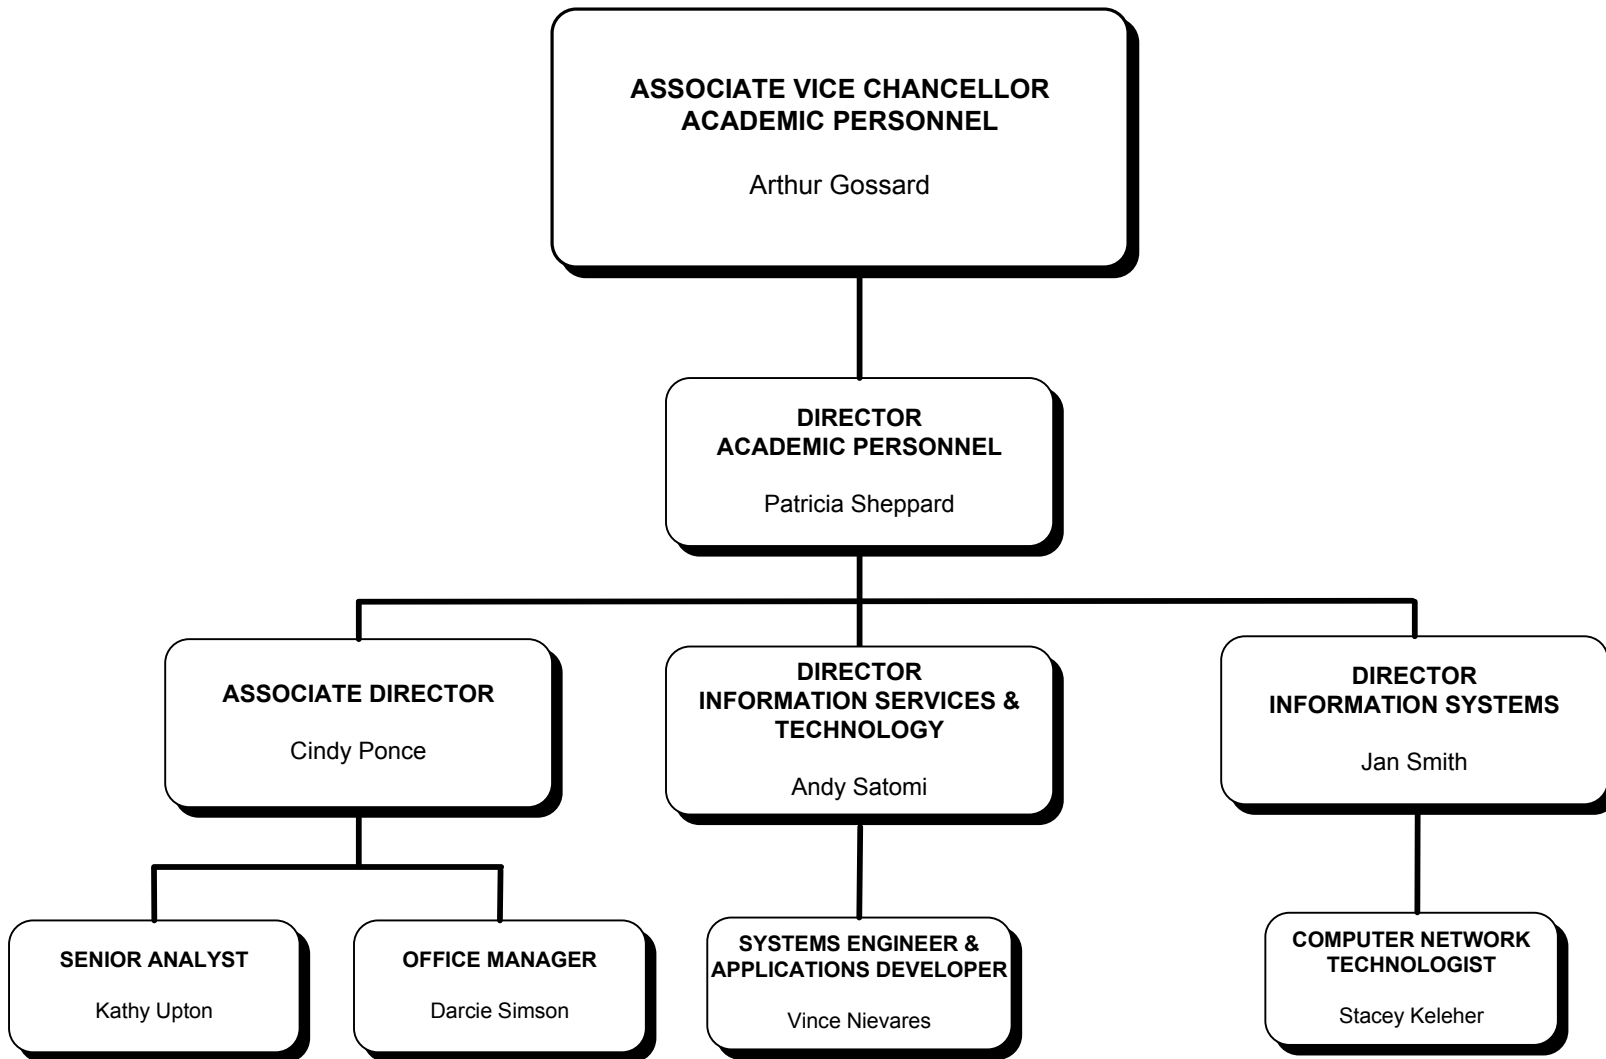 ASSOCIATE VICE CHANCELLOR
ACADEMIC PERSONNEL
Arthur Gossard
DIRECTOR
ACADEMIC PERSONNEL
Patricia Sheppard
ASSOCIATE DIRECTOR
Cindy Ponce
DIRECTOR
INFORMATION SERVICES &
TECHNOLOGY
Andy Satomi
DIRECTOR
INFORMATION SYSTEMS
Jan Smith
SENIOR ANALYST
Kathy Upton
OFFICE MANAGER
Darcie Simson
SYSTEMS ENGINEER &
APPLICATIONS DEVELOPER
Vince Nievares
COMPUTER NETWORK
TECHNOLOGIST
Stacey Keleher